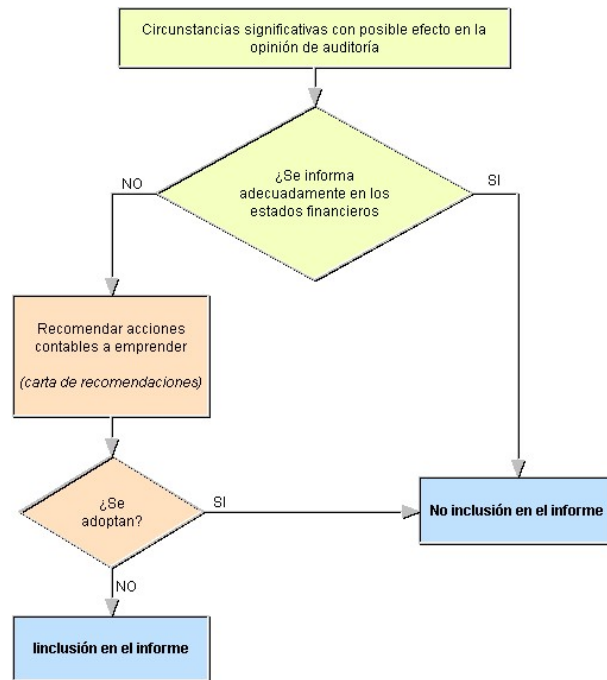 Circunstancias significativas con posible efecto en la
opinión de auditoría
¿Se informa
adecuadamente en los
estados financieros
NO
SI
Recomendar acciones
contables a emprender
(carta de recomendaciones)
¿Se
adoptan?
SI
No inclusión en el informe
NO
Iinclusión en el informe